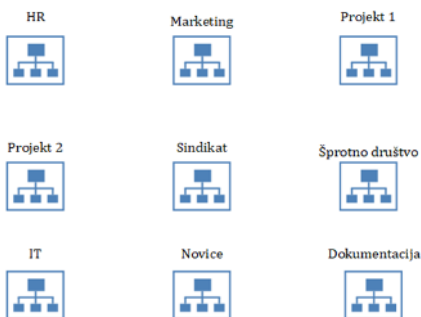 HR
Marketing
Projekt 1
Projekt 2
Sindikat
Šprotno društvo
IT
Novice
Dokumentacija